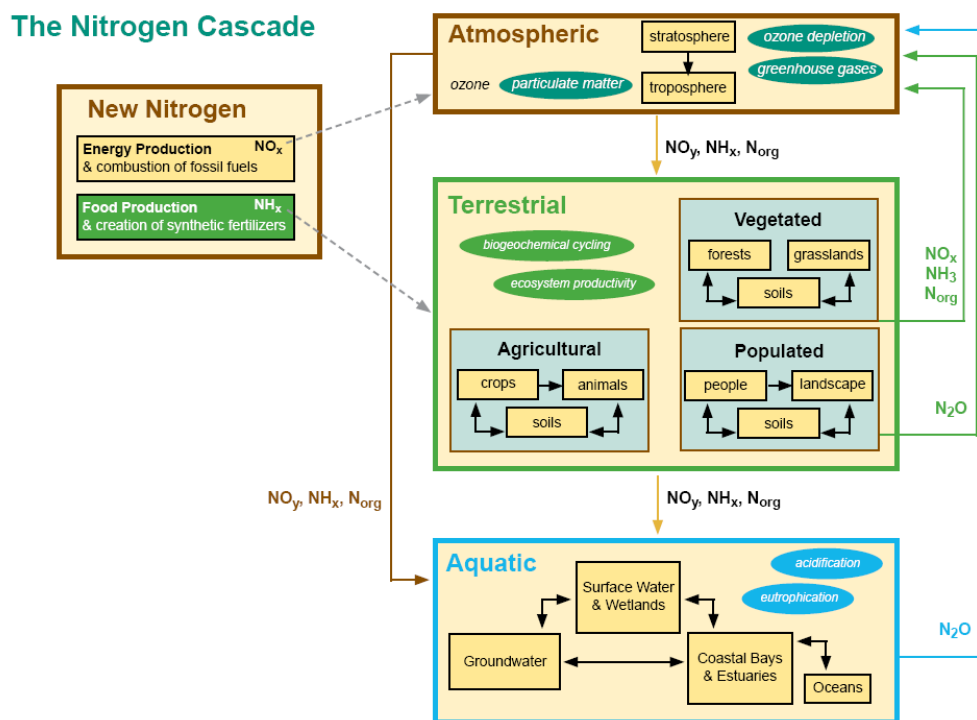 The Nitrogen Cascade
New Nitrogen
Energy Production NOx
& combustion of fossil fuels
Food Production NHx
& creation of synthetic fertilizers
Atmospheric
stratosphere
ozone depletion
greenhouse gases
ozone
particulate matter
troposphere
NOy, NHx, Norg
Terrestrial
biogeochemical cycling
ecosystem productivity
Vegetated
forests
grasslands
soils
Agricultural
crops
animals
soils
Populated
people
landscape
soils
NOx
NH3
Norg
N2O
NOy, NHx, Norg
NOy, NHx, Norg
Aquatic
acidification
eutrophication
Surface Water
& Wetlands
Groundwater
Coastal Bays
& Estuaries
Oceans
N2O